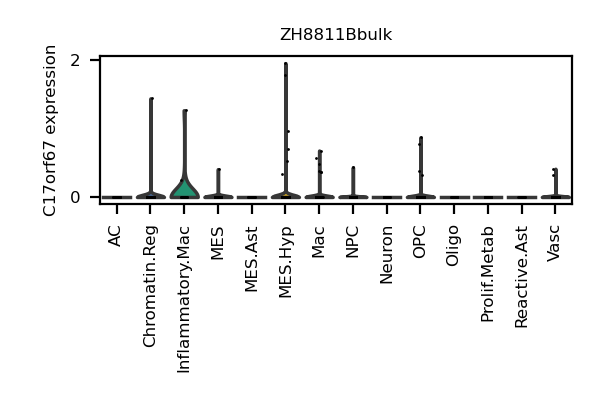 ZH8811Bbulk
C17orf67 expression
2
0
AC
Chromatin.Reg
Inflammatory.Mac
MES
MES.Ast
MES.Hyp
Mac
NPC
Neuron
OPC
Oligo
Prolif.Metab
Reactive.Ast
Vasc